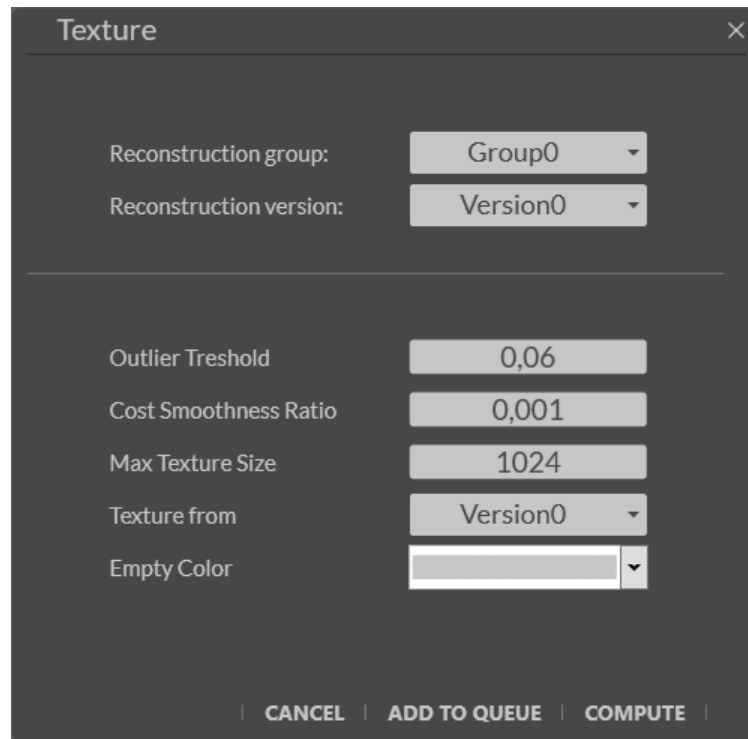 Texture
Reconstruction group: Group0
Reconstruction version: Version0
Outlier Treshold 0,06
Cost Smoothness Ratio 0,001
Max Texture Size 1024
Texture from Version0
Empty Color
CANCEL ADD TO QUEUE COMPUTE